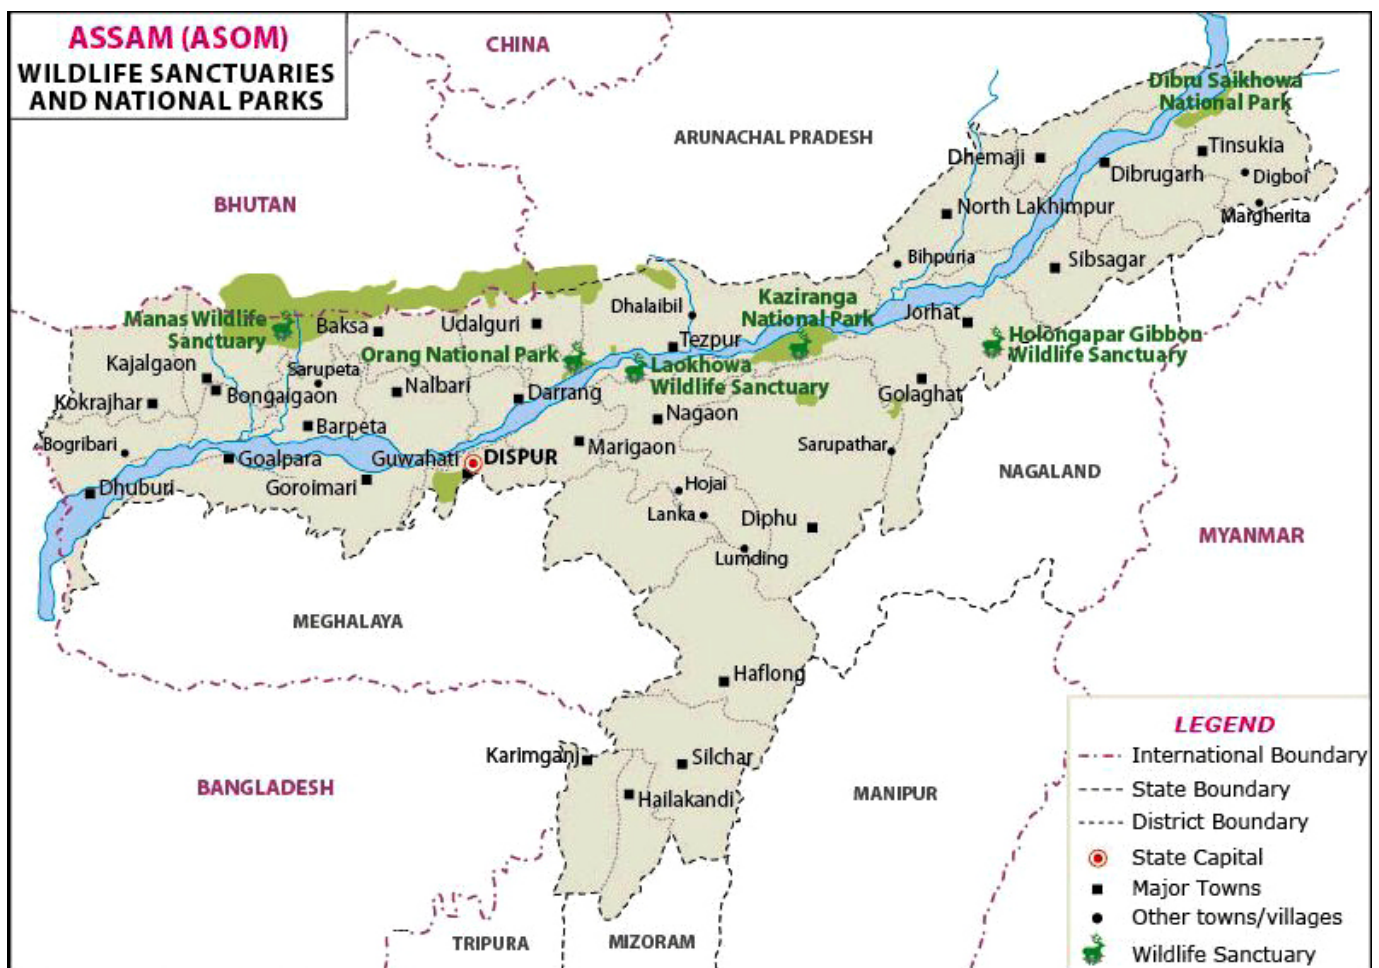 ASSAM (ASOM)
WILDLIFE SANCTUARIES
AND NATIONAL PARKS
CHINA
Dibru Saikhowa
National Park
ARUNACHAL PRADESH
Dhemaji
Tinsukia
Dibrugarh
Digboi
BHUTAN
North Lakhimpur
Margherita
Bihpuria
Sibsagar
Dhalaibil
Kaziranga
National Park
Jorhat
Manas Wildlife
Sanctuary
Baksa
Udalguri
Tezpur
Holongapar Gibbon
Wildlife Sanctuary
Orang National Park
Kajalgaon
Sarupeta
Laokhowa
Wildlife Sanctuary
Bongaigaon
Nalbari
Darrang
Golaghat
Kokrajhar
Nagaon
Barpeta
Bogribari
Marigaon
Sarupathar
Goalpara
Guwahati
DISPUR
NAGALAND
Dhuburi
Goroimari
Hojai
Lanka
Diphu
MYANMAR
Lumding
MEGHALAYA
Haflong
LEGEND
Karimganj
Silchar
International Boundary
BANGLADESH
Hailakandi
MANIPUR
State Boundary
District Boundary
State Capital
Major Towns
Other towns/villages
TRIPURA
MIZORAM
Wildlife Sanctuary